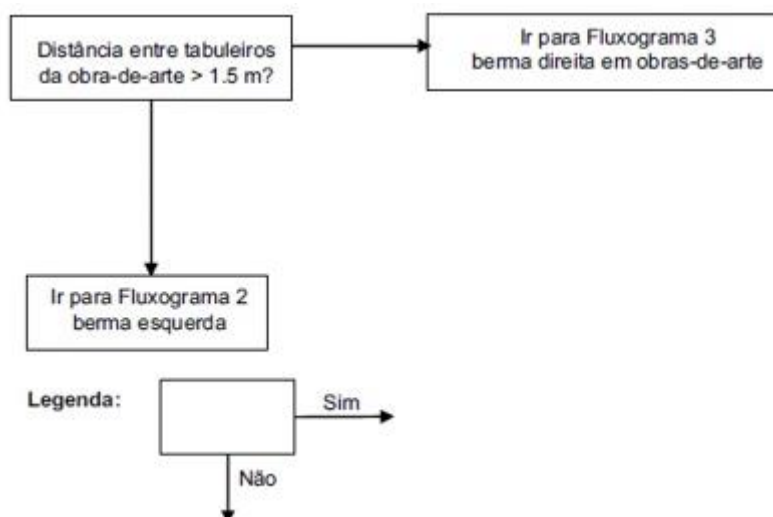 Distância entre tabuleiros
da obra-de-arte > 1.5 m?
Ir para Fluxograma 3
berma direita em obras-de-arte
Ir para Fluxograma 2
berma esquerda
Legenda:
Sim
Não